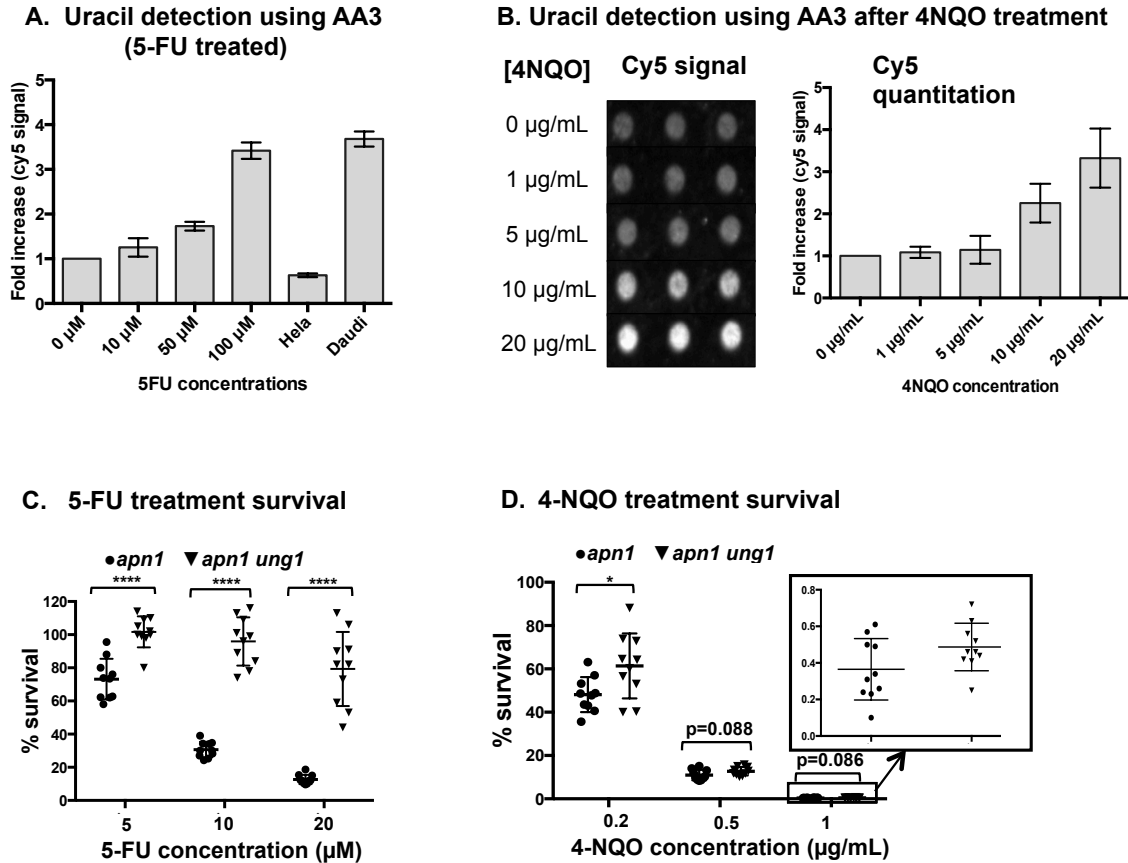 A. Uracil detection using AA3
(5-FU treated)
Fold increase (cy5 signal)
5
4
3
2
1
0
0 µM
10 µM
50 µM
100 µM
Hela
Daudi
5FU concentrations
B. Uracil detection using AA3 after 4NQO treatment
[4NQO]
Cy5 signal
0 µg/mL
1 µg/mL
5 µg/mL
10 µg/mL
20 µg/mL
Cy5
quantitation
Fold increase (cy5 signal)
5
4
3
2
1
0
0 µg/mL
1 µg/mL
5 µg/mL
10 µg/mL
20 µg/mL
4NQO concentration
C. 5-FU treatment survival
apn1 apn1 ung1
**** **** ****
% survival
120
100
80
60
40
20
0
5 10 20
5-FU concentration (µM)
D. 4-NQO treatment survival
apn1 apn1 ung1
*
p=0.088
p=0.086
% survival
100
80
60
40
20
0
0.2 0.5 1
4-NQO concentration (µg/mL)
0.8
0.6
0.4
0.2
0.0